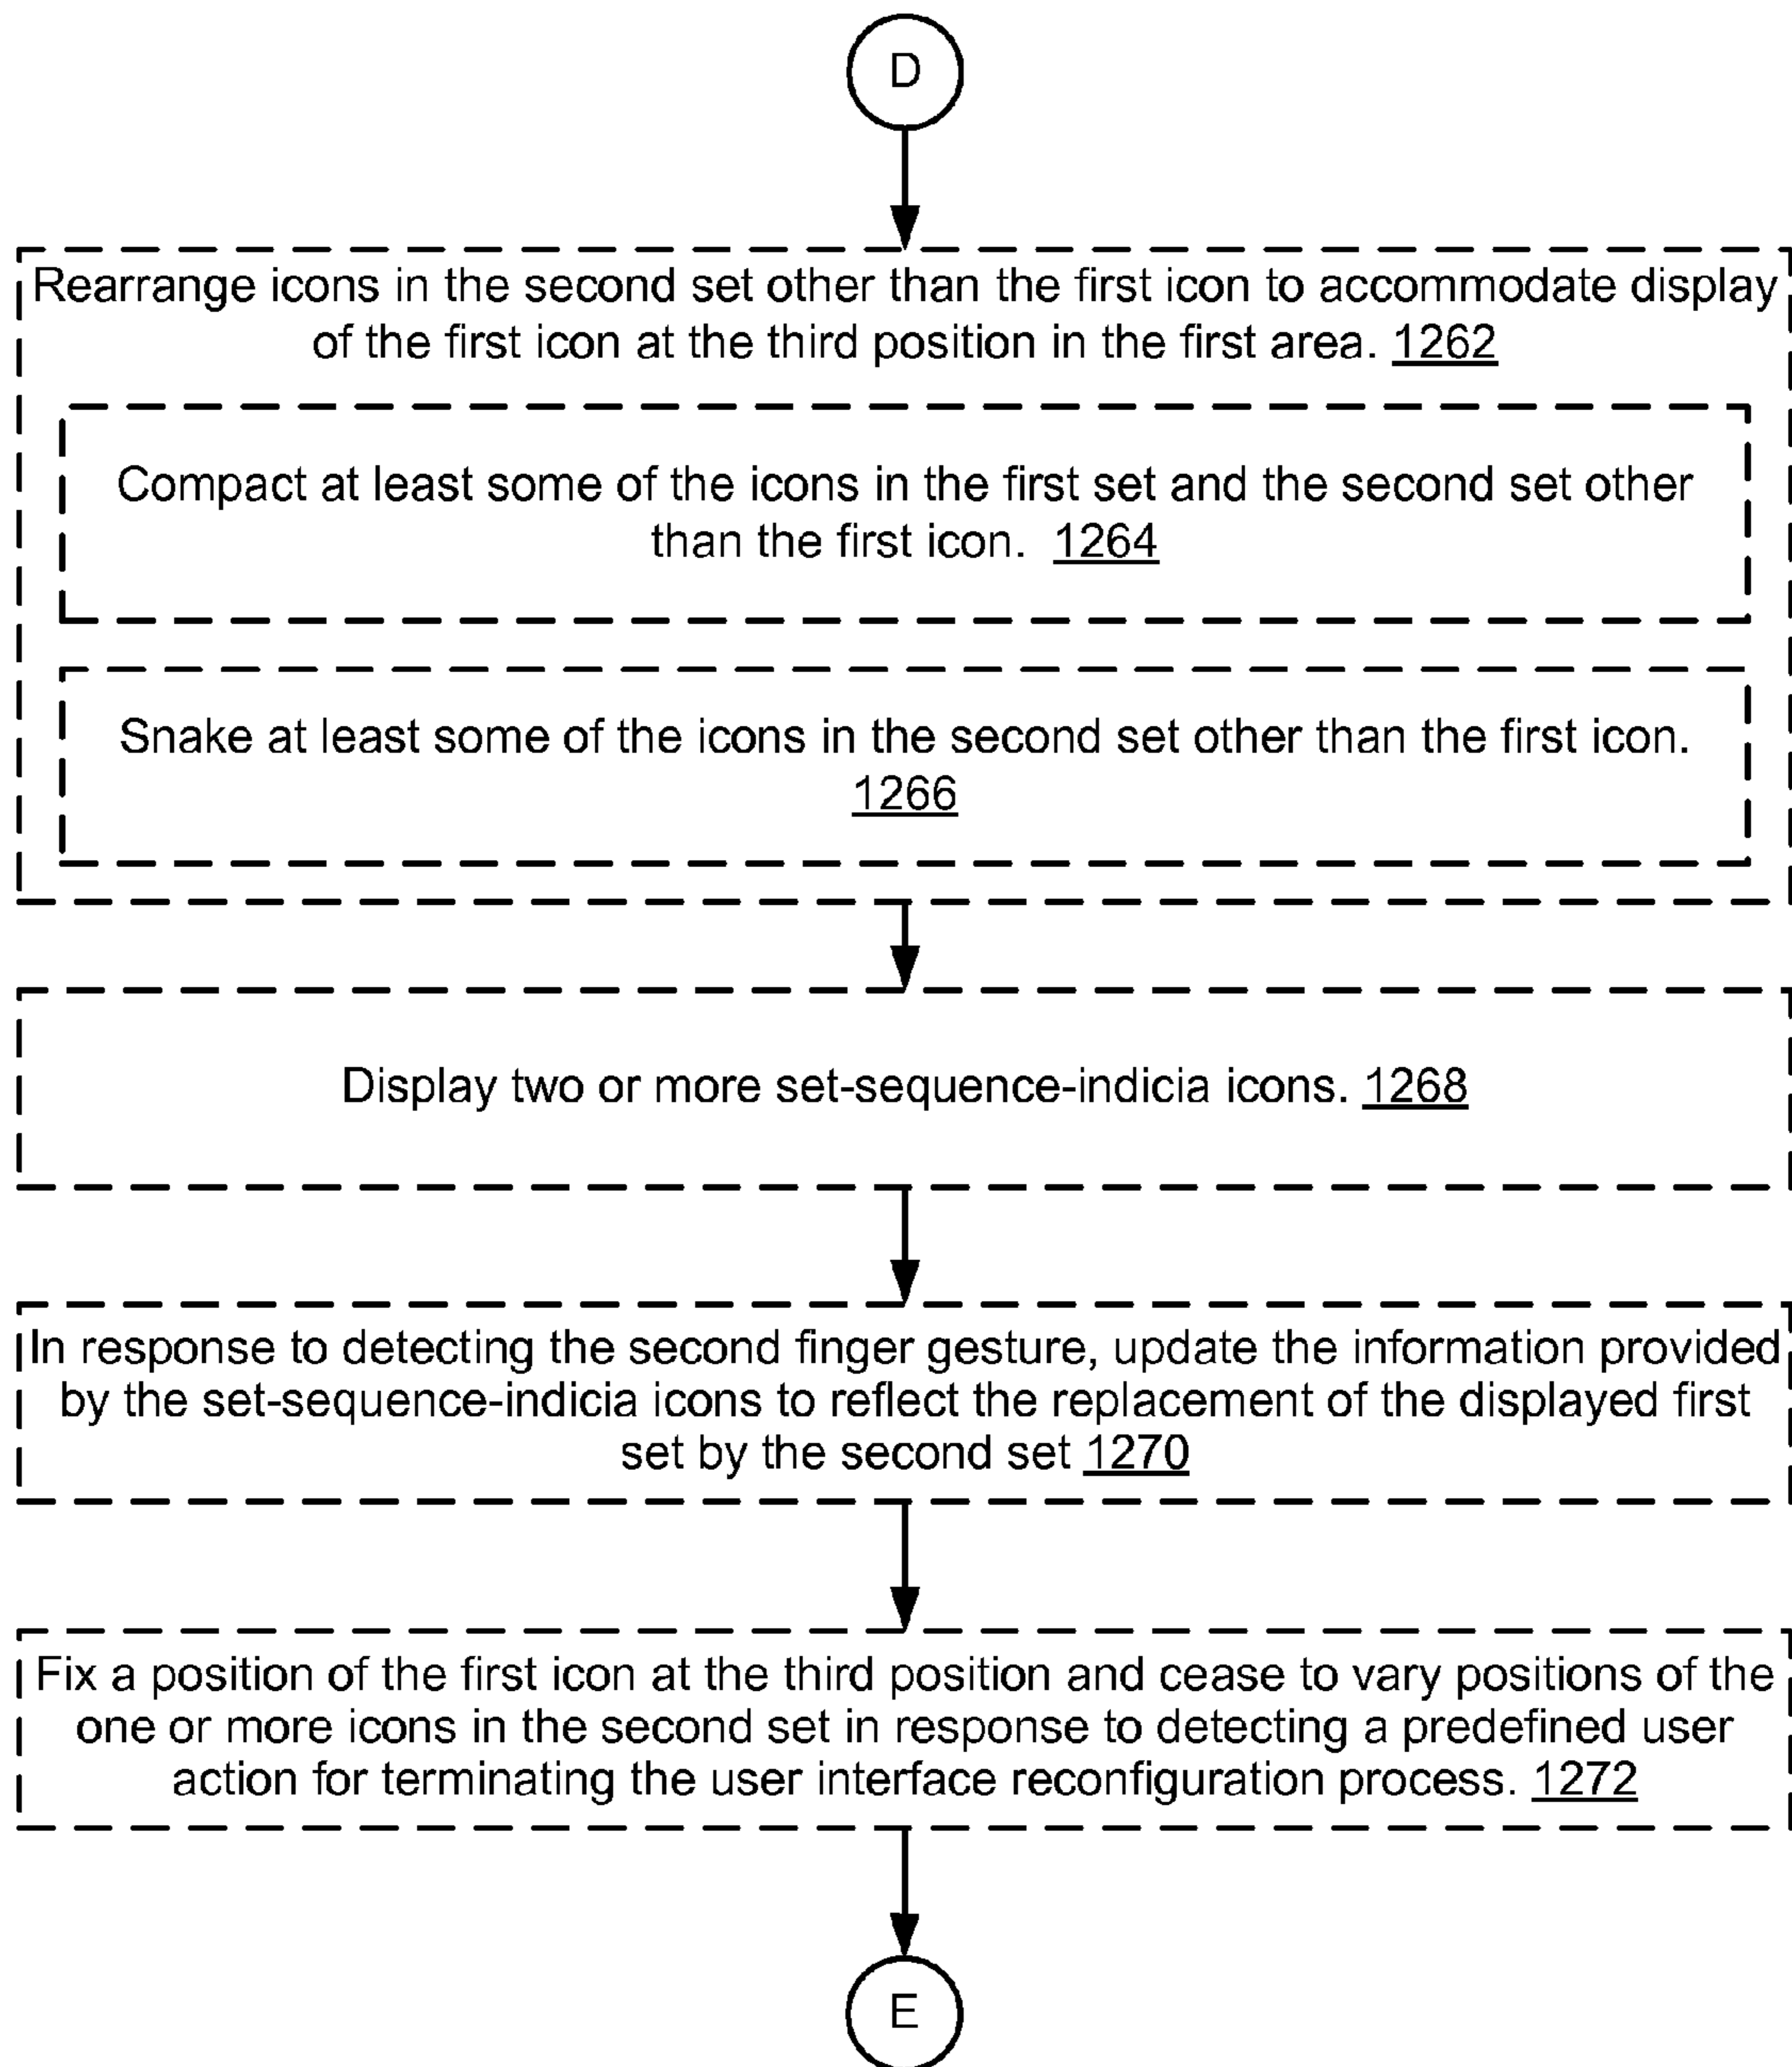 D
Rearrange icons in the second set other than the first icon to accommodate display
of the first icon at the third position in the first area. 1262
Compact at least some of the icons in the first set and the second set other
than the first icon. 1264
Snake at least some of the icons in the second set other than the first icon.
1266
Display two or more set-sequence-indicia icons. 1268
In response to detecting the second finger gesture, update the information provided
by the set-sequence-indicia icons to reflect the replacement of the displayed first
set by the second set 1270
Fix a position of the first icon at the third position and cease to vary positions of the
one or more icons in the second set in response to detecting a predefined user
action for terminating the user interface reconfiguration process. 1272
E